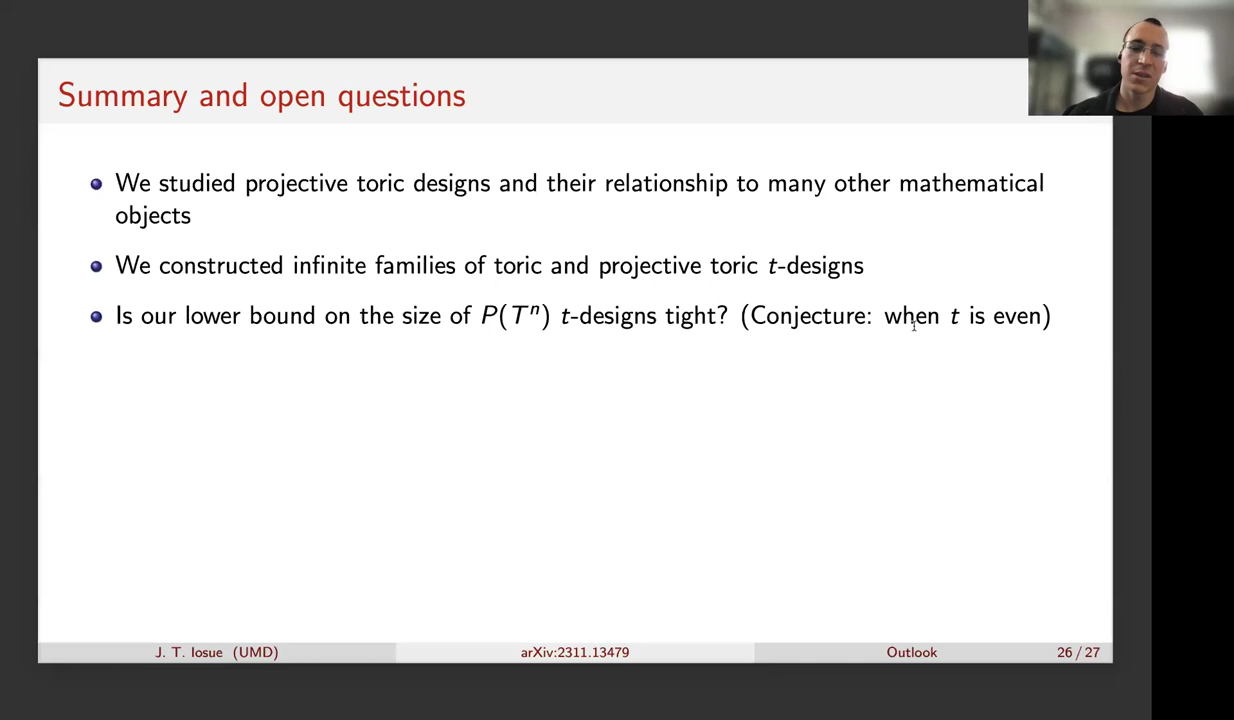 Summary and open questions
We studied projective toric designs and their relationship to many other mathematical
objects
We constructed infinite families of toric and projective toric t-designs
Is our lower bound on the size of P(Tⁿ) t-designs tight? (Conjecture: when t is even)
J. T. Iosue (UMD)
arXiv:2311.13479
Outlook
26 / 27